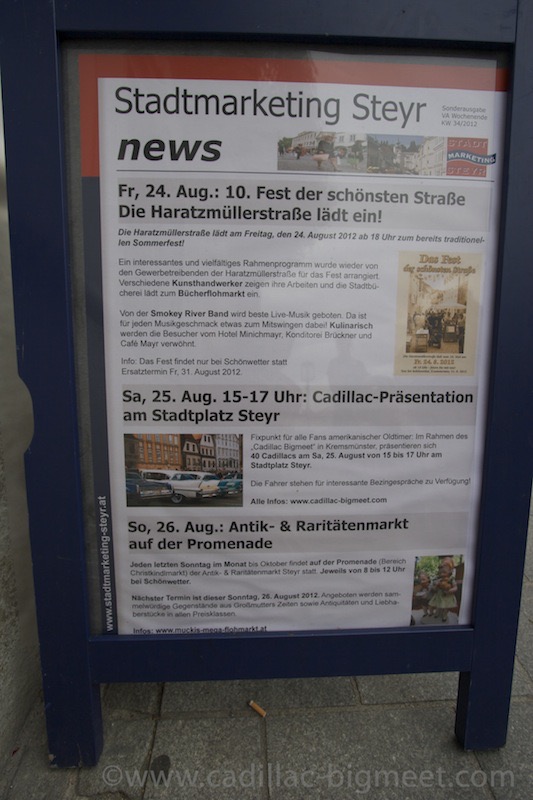 Stadtmarketing Steyr
news
Sonderausgabe
VA Wochenende
KW 34/2012
STADT
MARKETING
STEYR
Fr, 24. Aug.: 10. Fest der schönsten Straße
Die Haratzmüllerstraße lädt ein!
Die Haratzmüllerstraße lädt am Freitag, den 24. August 2012 ab 18 Uhr zum bereits traditionel-
len Sommerfest!
Ein interessantes und vielfältiges Rahmenprogramm wurde wieder von
den Gewerbetreibenden der Haratzmüllerstraße für das Fest arrangiert.
Verschiedene Kunsthandwerker zeigen ihre Arbeiten und die Stadtbü-
cherei lädt zum Bücherflohmarkt ein.
Von der Smokey River Band wird beste Live-Musik geboten. Da ist
für jeden Musikgeschmack etwas zum Mitswingen dabei! Kulinarisch
werden die Besucher vom Hotel Minichmayr, Konditorei Brückner und
Café Mayr verwöhnt.
Info: Das Fest findet nur bei Schönwetter statt
Ersatztermin Fr, 31. August 2012.
Das Fest
der schönsten Straße
Sa, 25. Aug. 15-17 Uhr: Cadillac-Präsentation
am Stadtplatz Steyr
Fixpunkt für alle Fans amerikanischer Oldtimer: Im Rahmen des
„Cadillac Bigmeet" in Kremsmünster, präsentieren sich
40 Cadillacs am Sa, 25. August von 15 bis 17 Uhr am
Stadtplatz Steyr.
Die Fahrer stehen für interessante Bezingespräche zu Verfügung!
Alle Infos: www.cadillac-bigmeet.com
So, 26. Aug.: Antik- & Raritätenmarkt
auf der Promenade
Jeden letzten Sonntag im Monat bis Oktober findet auf der Promenade (Bereich
Christkindlmarkt) der Antik- & Raritätenmarkt Steyr statt. Jeweils von 8 bis 12 Uhr
bei Schönwetter.
Nächster Termin ist dieser Sonntag, 26. August 2012. Angeboten werden sam-
melwürdige Gegenstände aus Großmutters Zeiten sowie Antiquitäten und Liebha-
berstücke in allen Preisklassen.
Infos: www.muckis-mega-flohmarkt.at
www.stadtmarketing-steyr.at
©www.cadillac-bigmeet.com